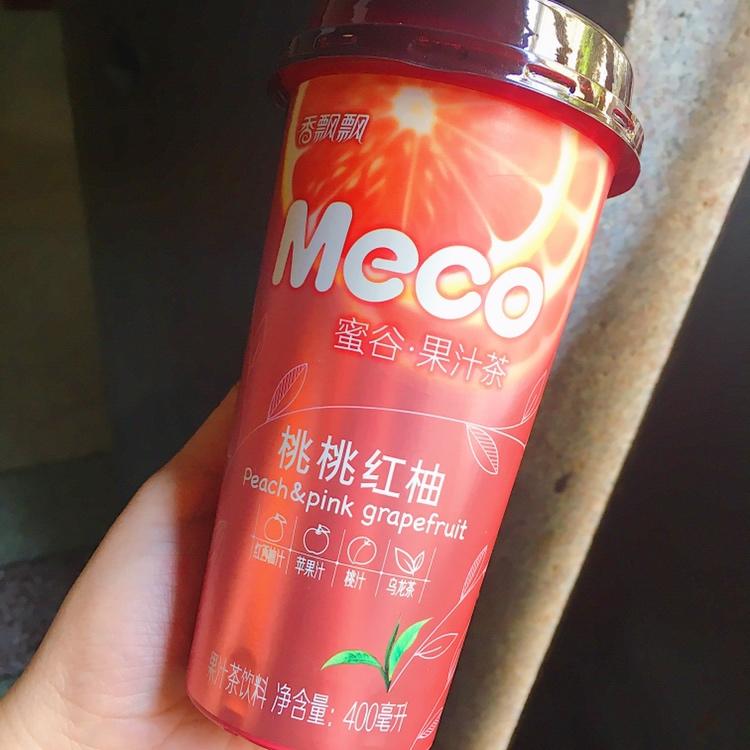 香飘飘
Meco
蜜谷·果汁茶
桃桃红柚
Peach&pink grapefruit
红西柚汁 苹果汁 桃汁 乌龙茶
果汁茶饮料 净含量: 400毫升